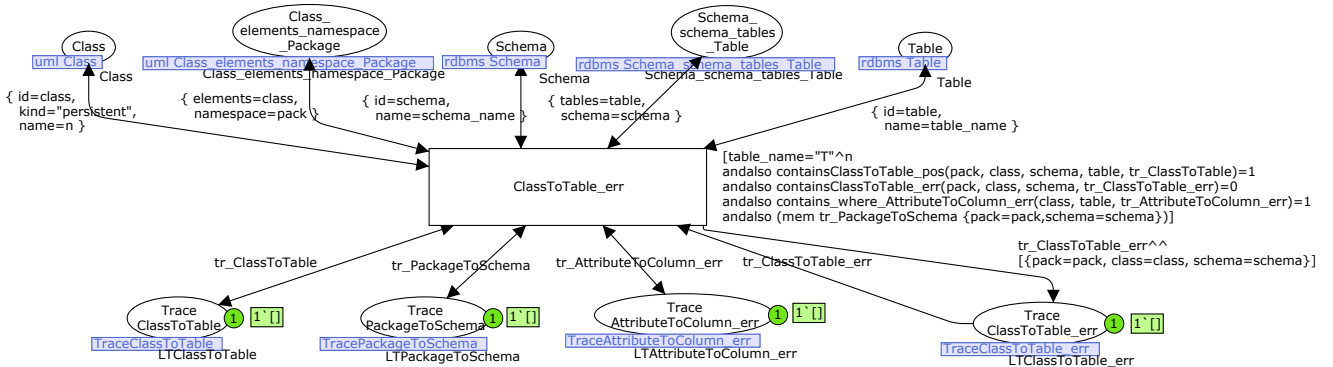 Class_
elements_namespace
_Package
Schema_
schema_tables
_Table
Class
Schema
Table
uml Class
uml Class_elements_namespace_Package
rdbms Schema
rdbms Schema_schema_tables_Table
rdbms Table
Class
Class_elements_namespace_Package
Schema
Schema_schema_tables_Table
Table
{ id=class,
kind="persistent",
name=n }
{ elements=class,
namespace=pack }
{ id=schema,
name=schema_name }
{ tables=table,
schema=schema }
{ id=table,
name=table_name }
ClassToTable_err
[table_name="T"^n
andalso containsClassToTable_pos(pack, class, schema, table, tr_ClassToTable)=1
andalso containsClassToTable_err(pack, class, schema, tr_ClassToTable_err)=0
andalso contains_where_AttributeToColumn_err(class, table, tr_AttributeToColumn_err)=1
andalso (mem tr_PackageToSchema {pack=pack,schema=schema})]
tr_ClassToTable
tr_PackageToSchema
tr_AttributeToColumn_err
tr_ClassToTable_err
tr_ClassToTable_err^^
[{pack=pack, class=class, schema=schema}]
Trace
ClassToTable
1
1`[]
TraceClassToTable
LTClassToTable
Trace
PackageToSchema
1
1`[]
TracePackageToSchema
LTPackageToSchema
Trace
AttributeToColumn_err
1
1`[]
TraceAttributeToColumn_err
LTAttributeToColumn_err
Trace
ClassToTable_err
1
1`[]
TraceClassToTable_err
LTClassToTable_err